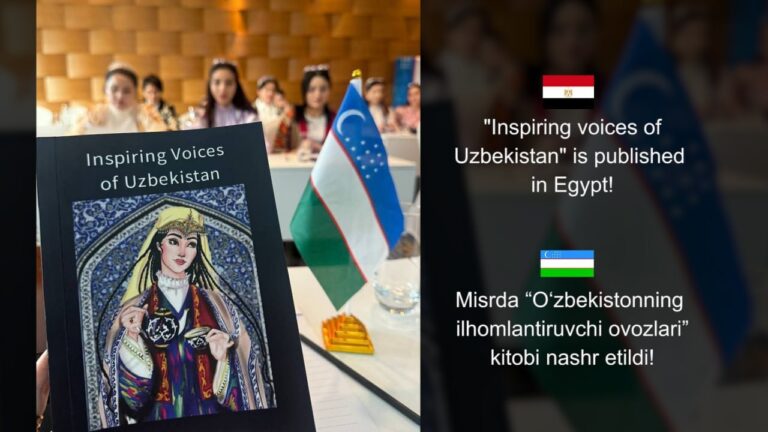 Inspiring Voices
of Uzbekistan
"Inspiring voices of
Uzbekistan" is published
in Egypt!
Misrda “O‘zbekistonning
ilhomlantiruvchi ovozlari”
kitobi nashr etildi!